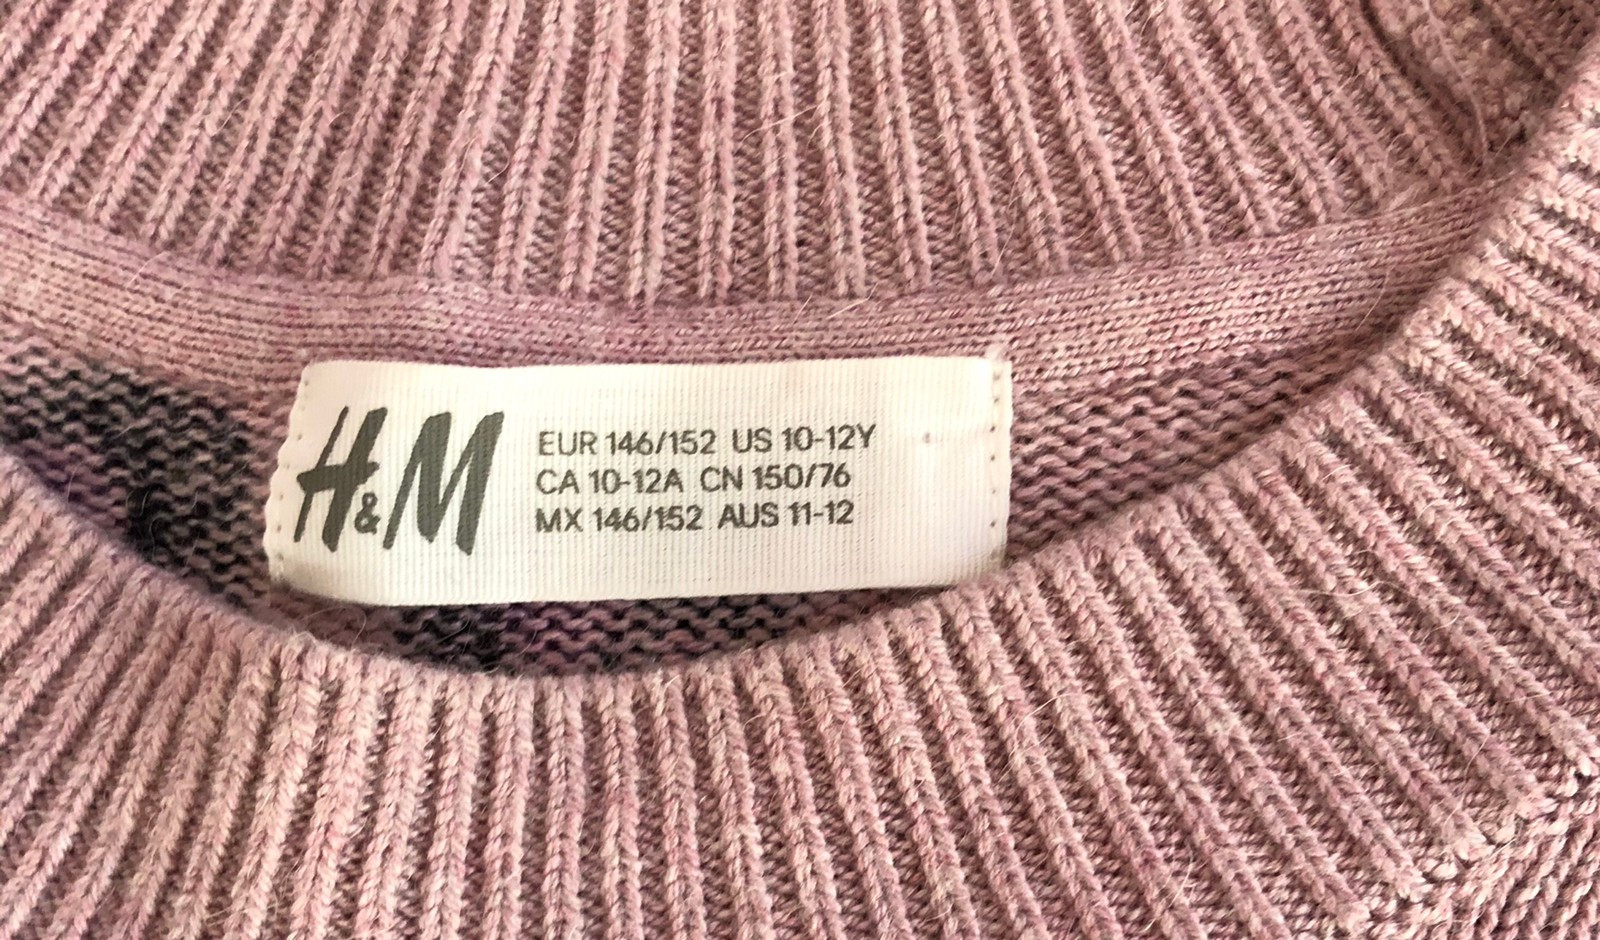 H&M
EUR 146/152 US 10-12Y
CA 10-12A CN 150/76
MX 146/152 AUS 11-12